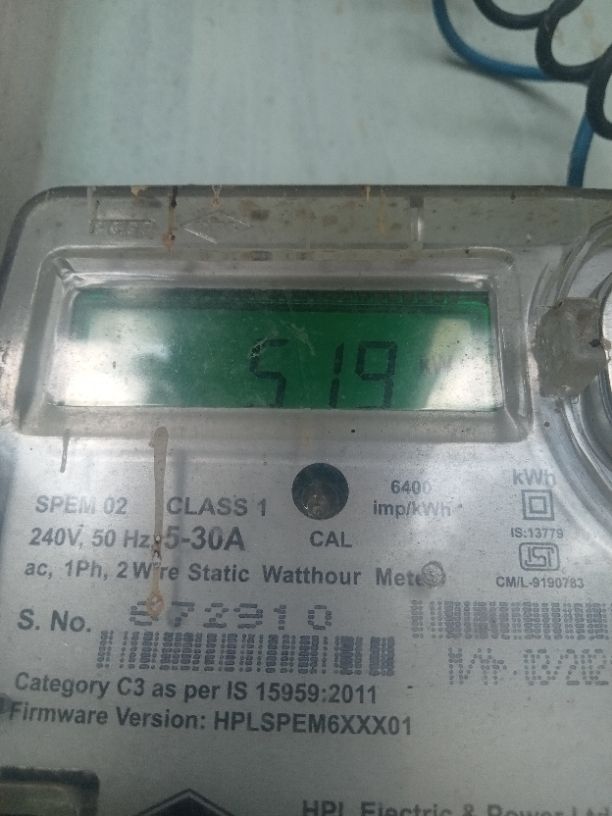 519 kW
SPEM 02 CLASS 1
6400 imp/kWh
kWh
240V, 50 Hz, 5-30A
CAL
IS:13779
ac, 1Ph, 2 Wire Static Watthour Meter
CM/L-9190783
S. No. 572910
Category C3 as per IS 15959:2011
Firmware Version: HPLSPEM6XXX01
HPL Electric & Power Ltd